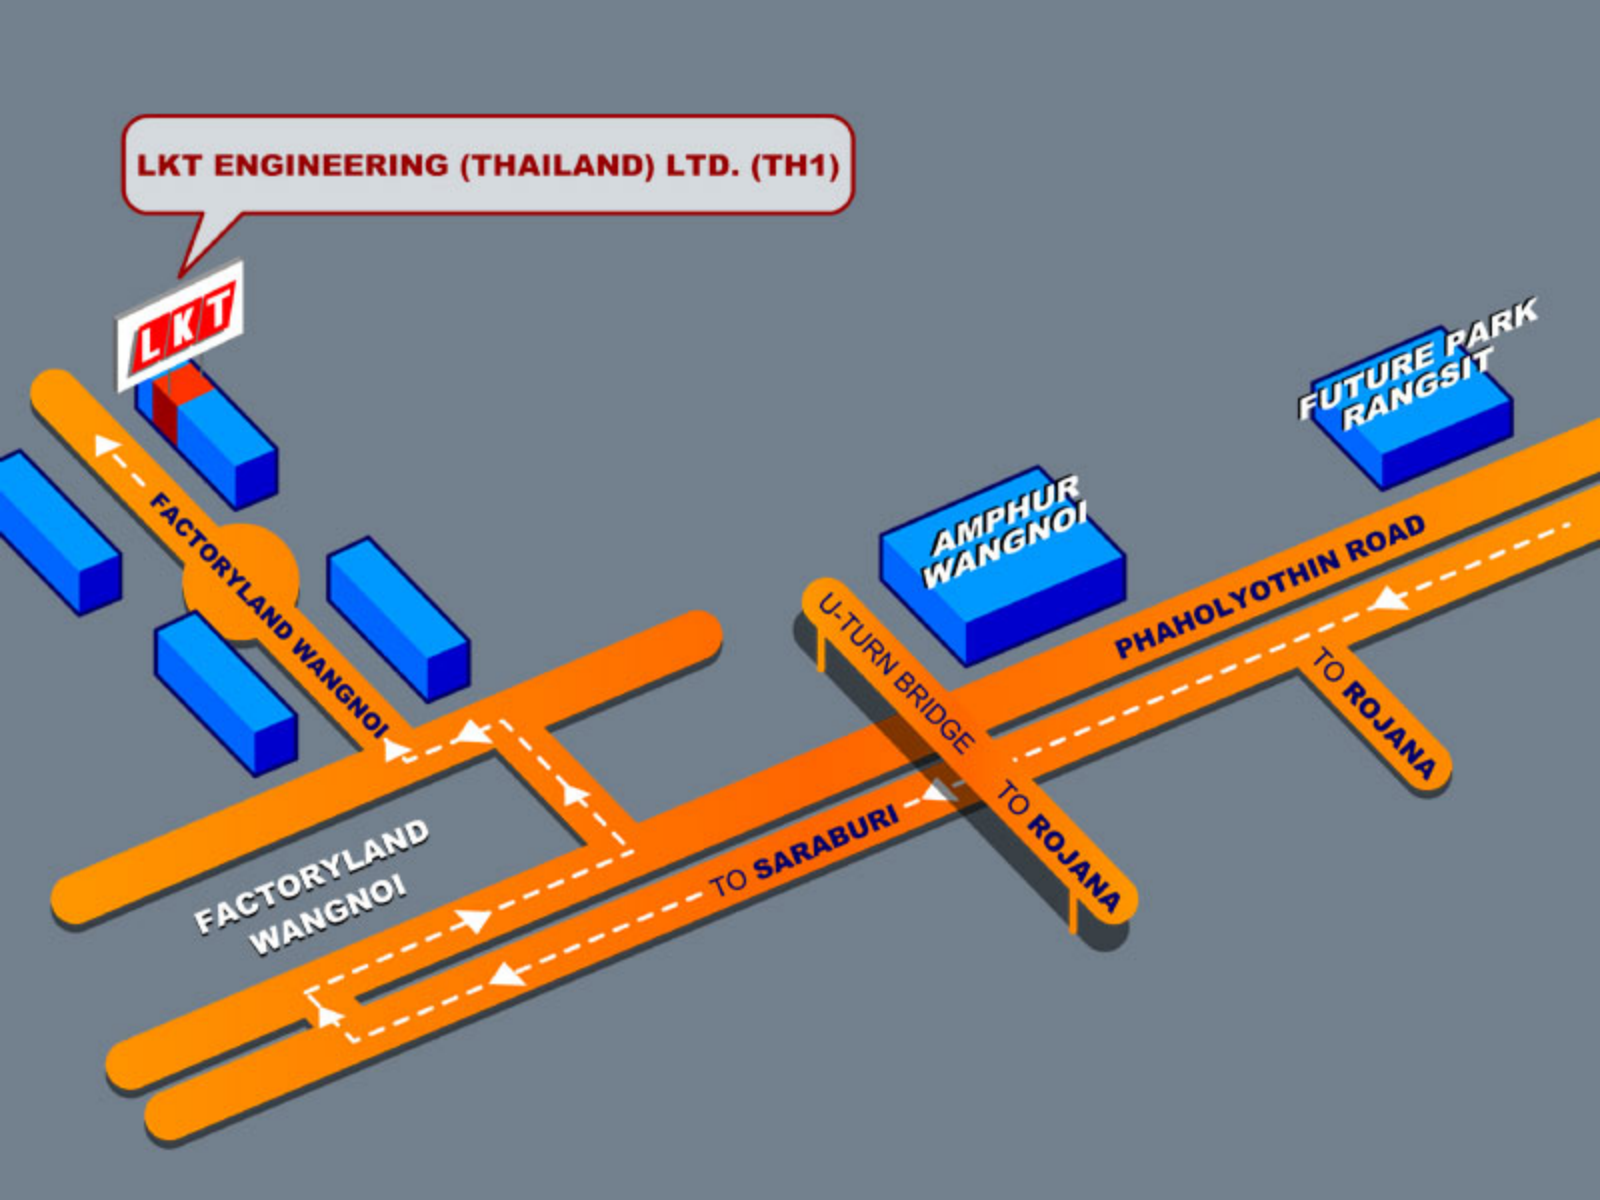 LKT ENGINEERING (THAILAND) LTD. (TH1)
LKT
FUTURE PARK
RANGSIT
AMPHUR
WANGNOI
PHAHOLYOTHIN ROAD
FACTORYLAND WANGNOI
U-TURN BRIDGE
TO ROJANA
TO ROJANA
TO SARABURI
FACTORYLAND
WANGNOI